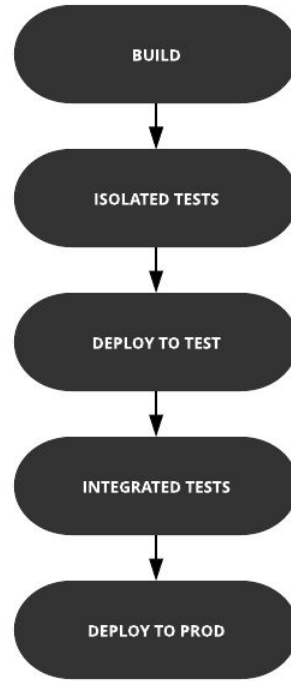 BUILD
ISOLATED TESTS
DEPLOY TO TEST
INTEGRATED TESTS
DEPLOY TO PROD